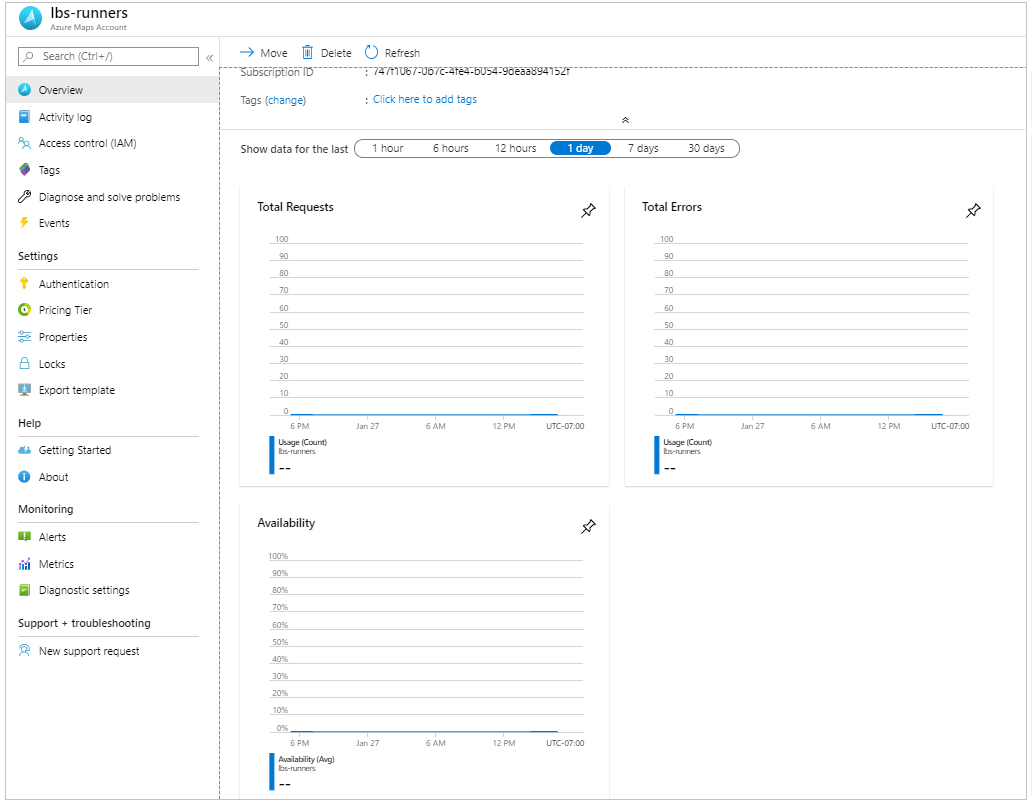 lbs-runners
Azure Maps Account
Search (Ctrl+/)
«
Overview
Activity log
Access control (IAM)
Tags
Diagnose and solve problems
Events
Settings
Authentication
Pricing Tier
Properties
Locks
Export template
Help
Getting Started
About
Monitoring
Alerts
Metrics
Diagnostic settings
Support + troubleshooting
New support request
Move Delete Refresh
Subscription ID : 747f1067-0b7c-4fe4-b054-9deaa894152f
Tags (change) : Click here to add tags
Show data for the last 1 hour 6 hours 12 hours 1 day 7 days 30 days
Total Requests
100
90
80
70
60
50
40
30
20
10
0
6 PM Jan 27 6 AM 12 PM UTC-07:00
Usage (Count)
lbs-runners
--
Total Errors
100
90
80
70
60
50
40
30
20
10
0
6 PM Jan 27 6 AM 12 PM UTC-07:00
Usage (Count)
lbs-runners
--
Availability
100%
90%
80%
70%
60%
50%
40%
30%
20%
10%
0%
6 PM Jan 27 6 AM 12 PM UTC-07:00
Availability (Avg)
lbs-runners
--